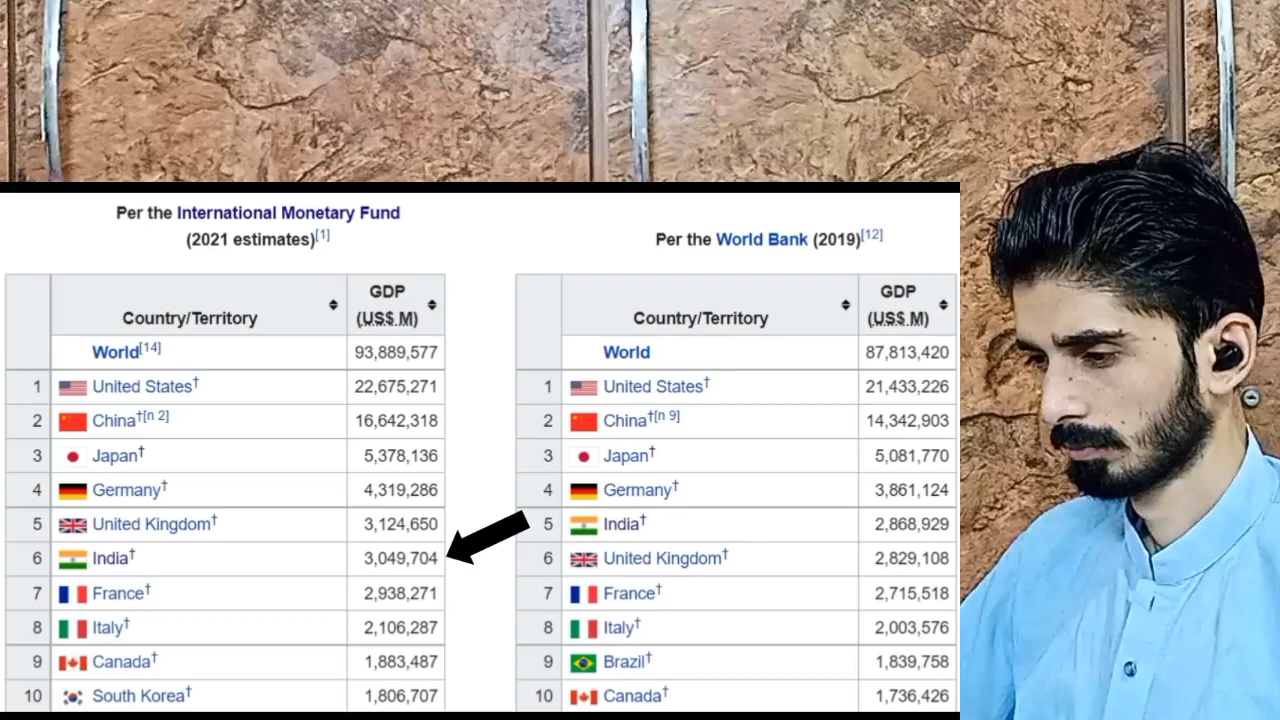 Per the International Monetary Fund
(2021 estimates)[1]
Country/Territory GDP (US$ M)
World[14] 93,889,577
1 United States† 22,675,271
2 China†[n 2] 16,642,318
3 Japan† 5,378,136
4 Germany† 4,319,286
5 United Kingdom† 3,124,650
6 India† 3,049,704
7 France† 2,938,271
8 Italy† 2,106,287
9 Canada† 1,883,487
10 South Korea† 1,806,707
Per the World Bank (2019)[12]
Country/Territory GDP (US$ M)
World 87,813,420
1 United States† 21,433,226
2 China†[n 9] 14,342,903
3 Japan† 5,081,770
4 Germany† 3,861,124
5 India† 2,868,929
6 United Kingdom† 2,829,108
7 France† 2,715,518
8 Italy† 2,003,576
9 Brazil† 1,839,758
10 Canada† 1,736,426